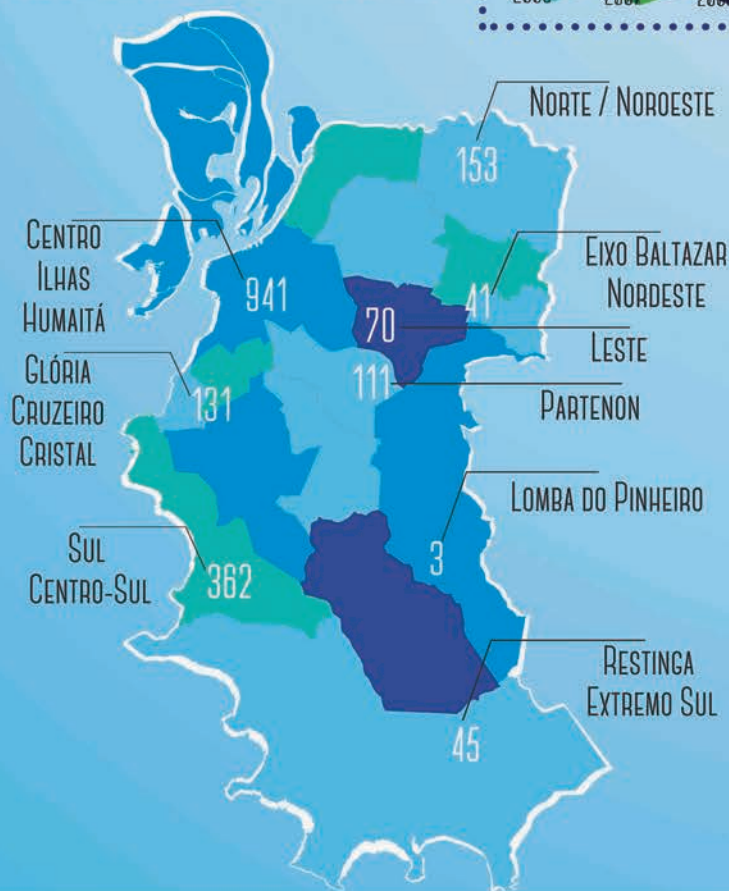 NORTE / NOROESTE
153
CENTRO
ILHAS
HUMAITÁ
941
EIXO BALTAZAR
NORDESTE
41
70
LESTE
GLÓRIA
CRUZEIRO
CRISTAL
131
111
PARTENON
LOMBA DO PINHEIRO
3
SUL
CENTRO-SUL
362
RESTINGA
EXTREMO SUL
45